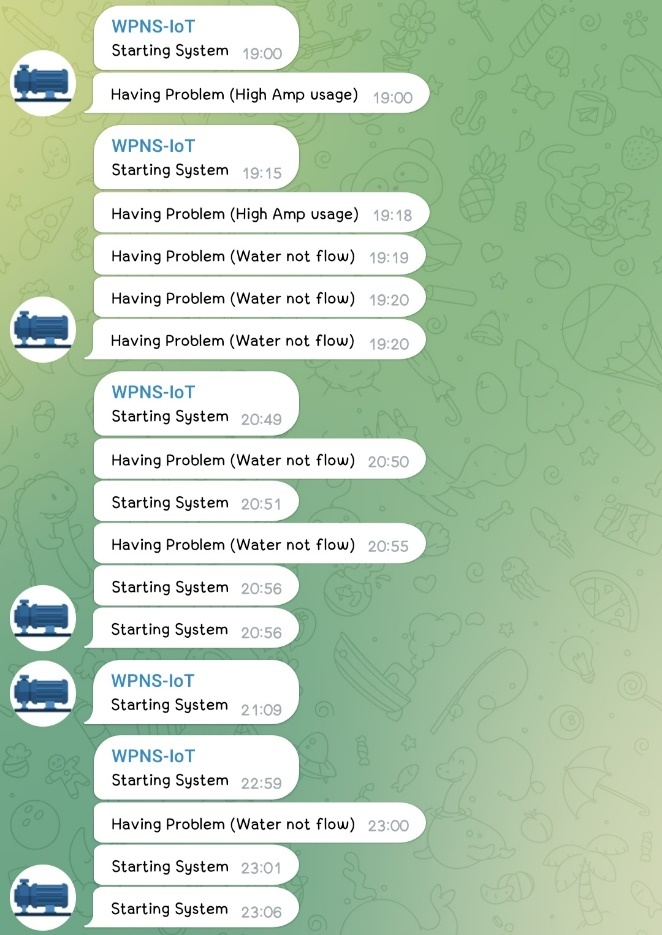 WPNS-IoT
Starting System 19:00
Having Problem (High Amp usage) 19:00
WPNS-IoT
Starting System 19:15
Having Problem (High Amp usage) 19:18
Having Problem (Water not flow) 19:19
Having Problem (Water not flow) 19:20
Having Problem (Water not flow) 19:20
WPNS-IoT
Starting System 20:49
Having Problem (Water not flow) 20:50
Starting System 20:51
Having Problem (Water not flow) 20:55
Starting System 20:56
Starting System 20:56
WPNS-IoT
Starting System 21:09
WPNS-IoT
Starting System 22:59
Having Problem (Water not flow) 23:00
Starting System 23:01
Starting System 23:06